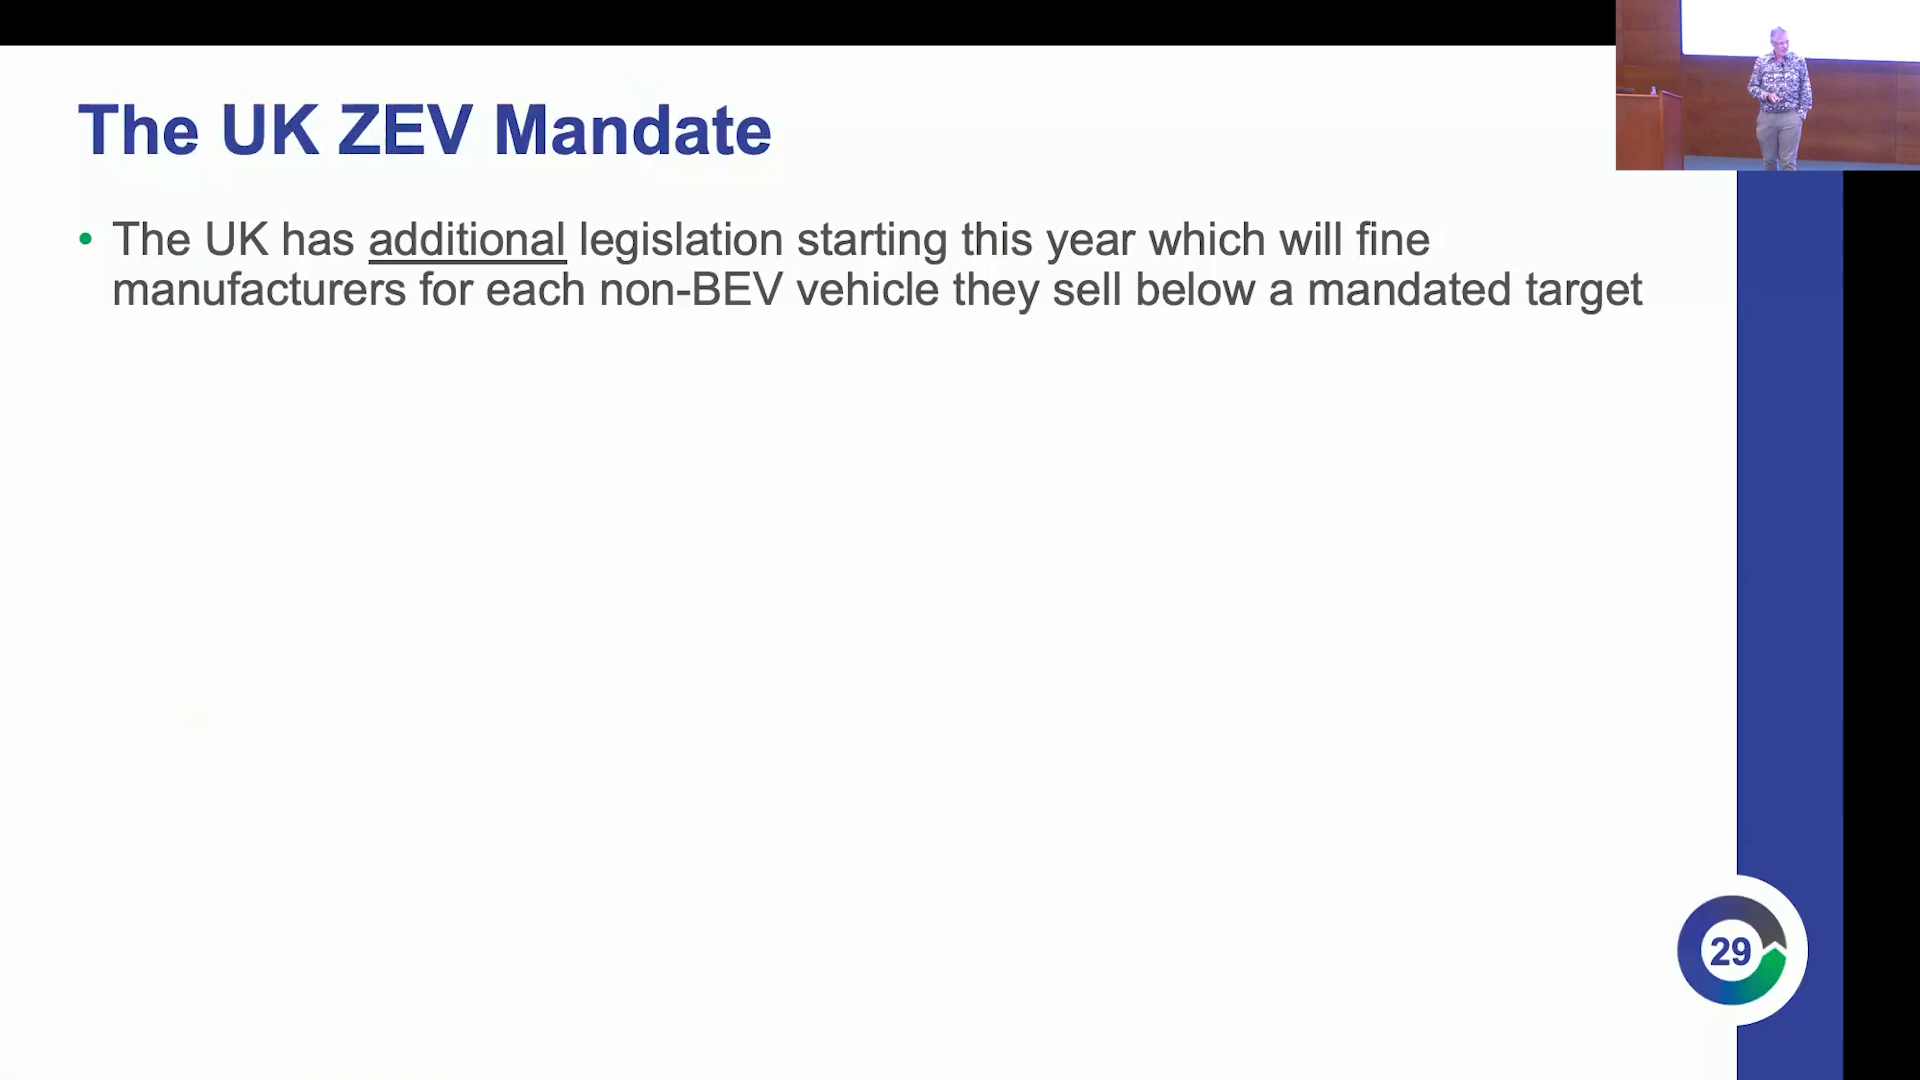 The UK ZEV Mandate
• The UK has additional legislation starting this year which will fine
manufacturers for each non-BEV vehicle they sell below a mandated target
29